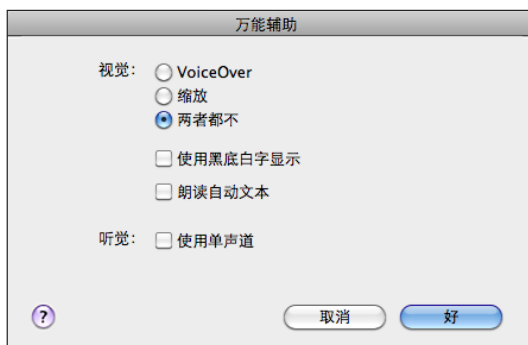 万能辅助
视觉： VoiceOver
缩放
两者都不
使用黑底白字显示
朗读自动文本
听觉： 使用单声道
? 取消 好